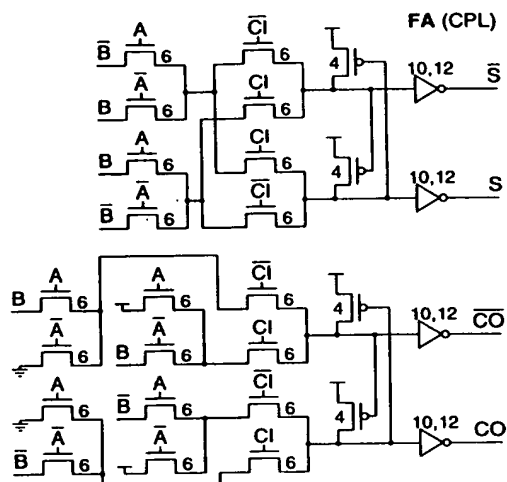 A C̅I̅ FA (CPL)
B̅ 6 6 4 10,12 S̅
A̅ CI
B 6 6
A CI
B 6 6 4 10,12 S
A̅ C̅I̅
B̅ 6 6
A A C̅I̅
B 6 6 6 4 10,12 C̅O̅
A̅ A̅ CI
6 B 6 6
A A C̅I̅
6 B̅ 6 6 4 10,12 CO
A̅ A̅ CI
B̅ 6 6 6